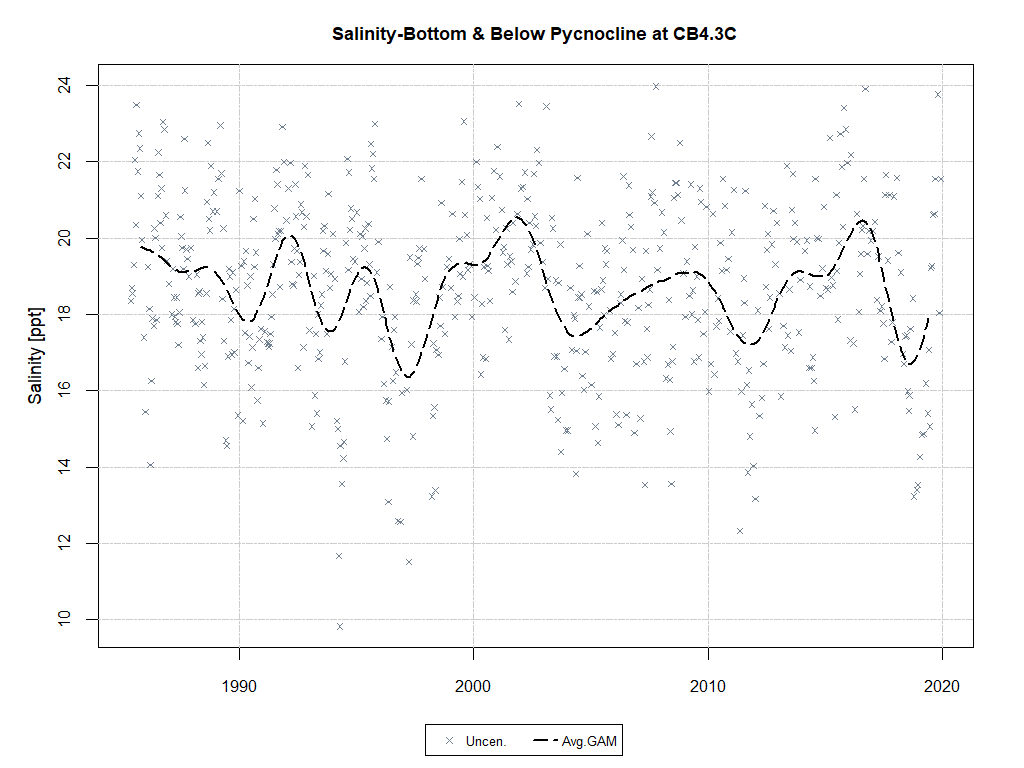 Salinity-Bottom & Below Pycnocline at CB4.3C
Salinity [ppt]
24
22
20
18
16
14
12
10
1990 2000 2010 2020
Uncen. Avg.GAM